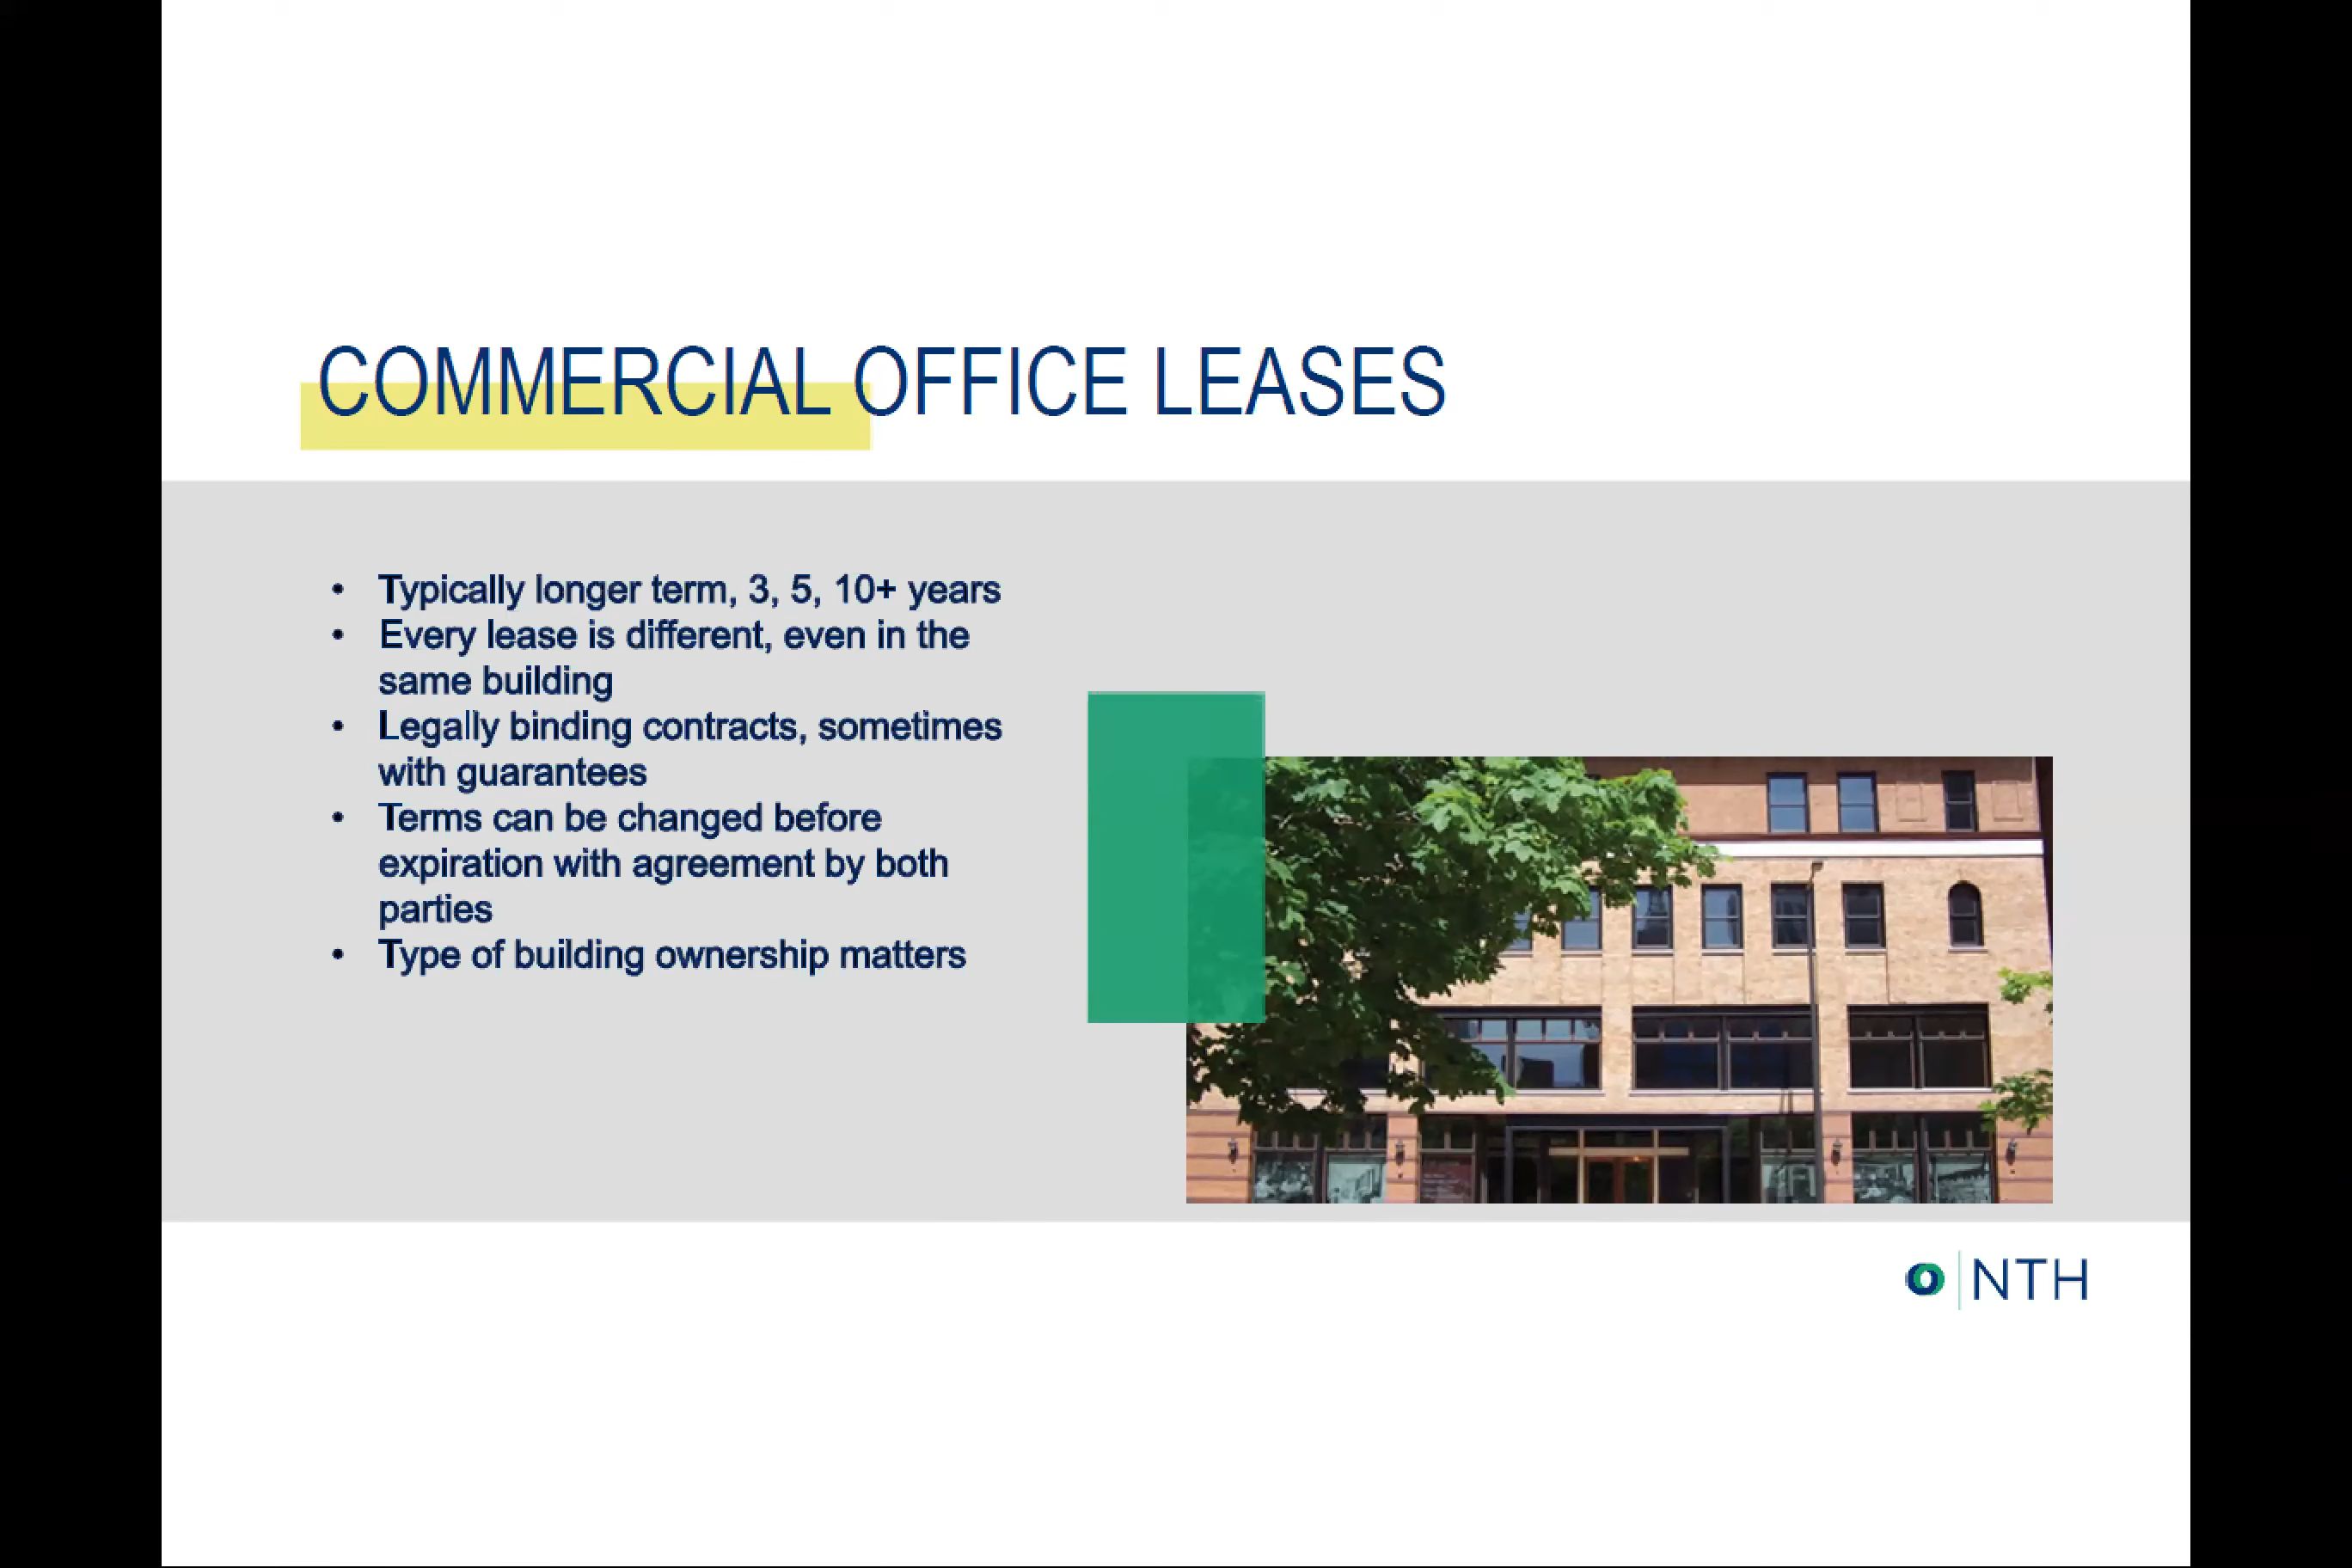 COMMERCIAL OFFICE LEASES
• Typically longer term, 3, 5, 10+ years
• Every lease is different, even in the
same building
• Legally binding contracts, sometimes
with guarantees
• Terms can be changed before
expiration with agreement by both
parties
• Type of building ownership matters
NTH